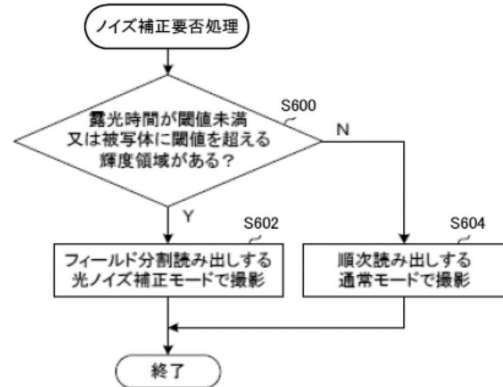 ノイズ補正要否処理
S600
露光時間が閾値未満
又は被写体に閾値を超える
輝度領域がある？
N
Y
S602
フィールド分割読み出しする
光ノイズ補正モードで撮影
S604
順次読み出しする
通常モードで撮影
終了